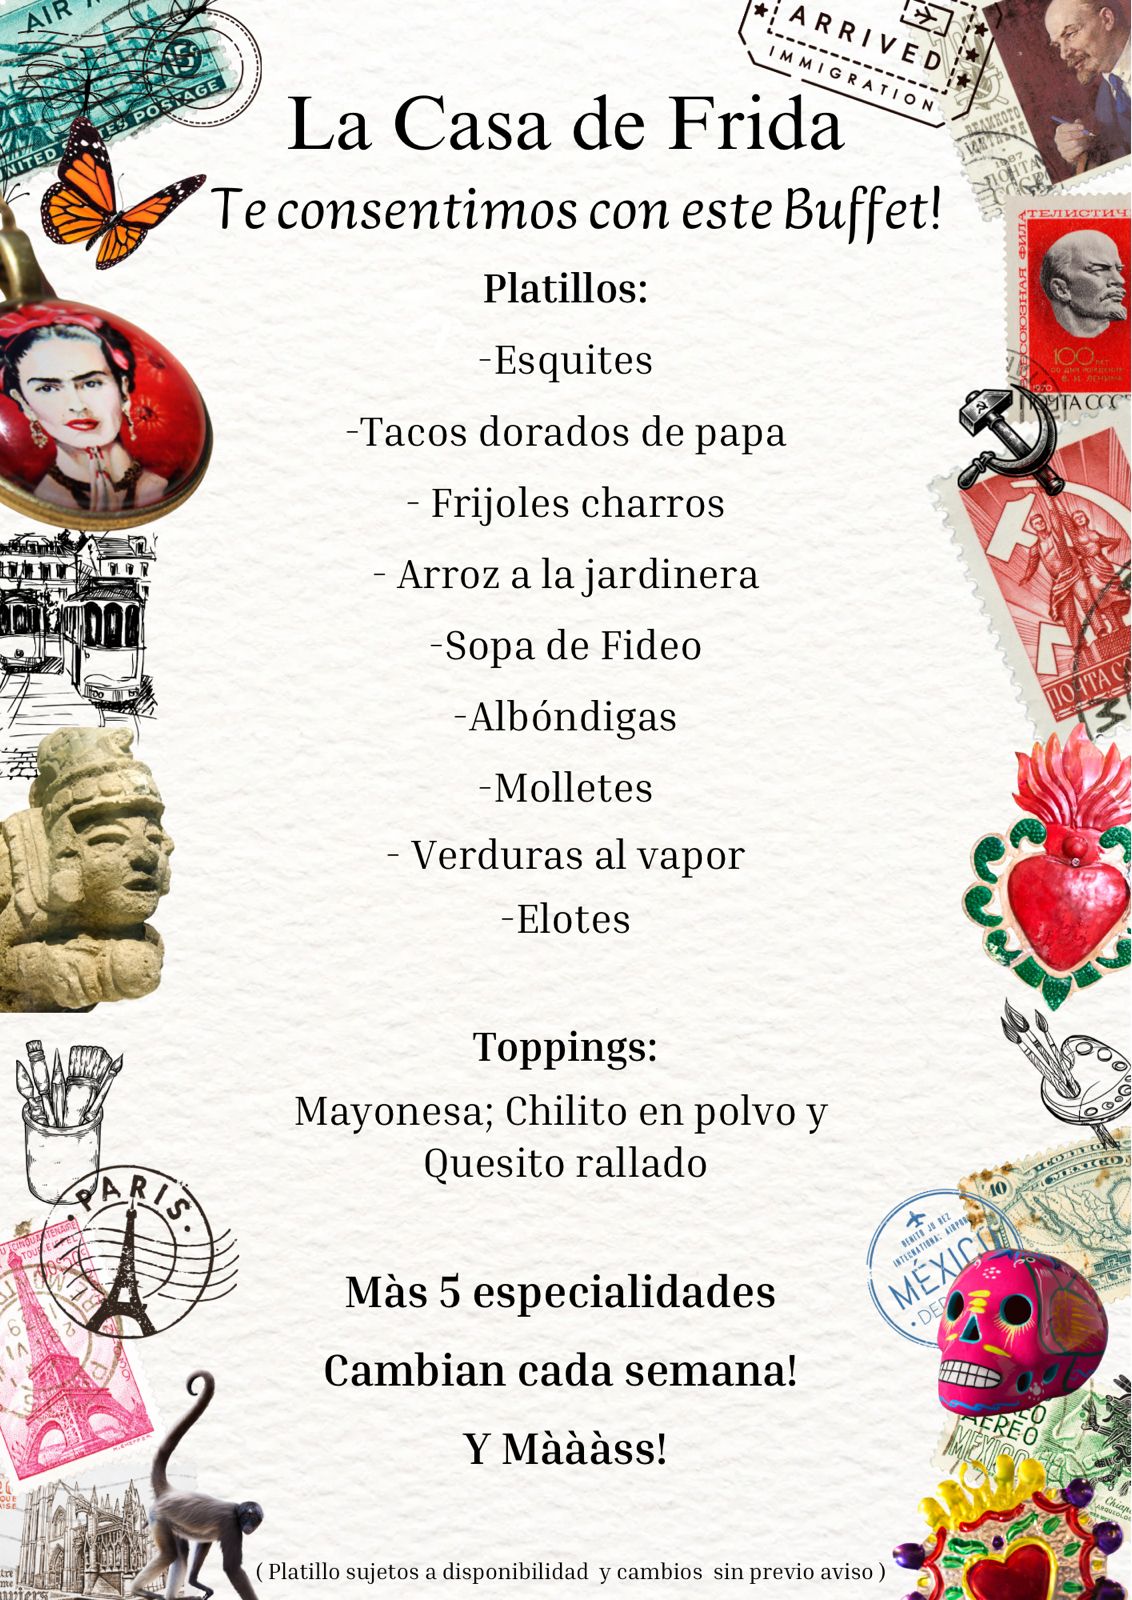 AIR
15¢
UNITED STATES POSTAGE
ARRIVED
IMMIGRATION
La Casa de Frida
Te consentimos con este Buffet!
Platillos:
-Esquites
-Tacos dorados de papa
- Frijoles charros
- Arroz a la jardinera
-Sopa de Fideo
-Albóndigas
-Molletes
- Verduras al vapor
-Elotes
Toppings:
Mayonesa; Chilito en polvo y
Quesito rallado
Màs 5 especialidades
Cambian cada semana!
Y Màààss!
( Platillo sujetos a disponibilidad y cambios sin previo aviso )
100
ПОЧТА СССР
PARIS
40
MÉXICO
AEREO